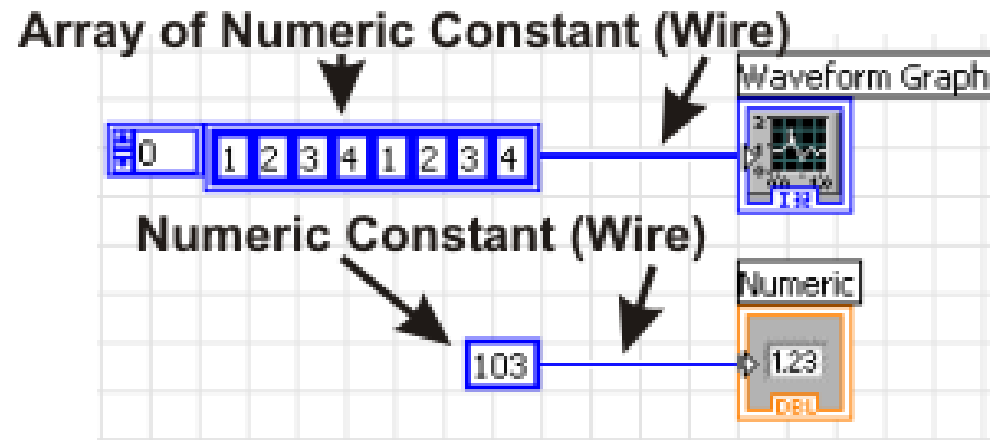 Array of Numeric Constant (Wire)
Waveform Graph
0 1 2 3 4 1 2 3 4
I32
Numeric Constant (Wire)
Numeric
103
1.23
DBL